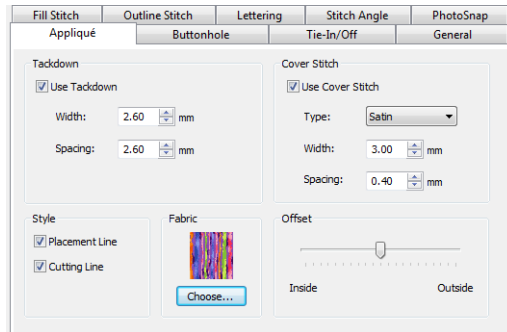 Fill Stitch Outline Stitch Lettering Stitch Angle PhotoSnap
Appliqué Buttonhole Tie-In/Off General
Tackdown
Use Tackdown
Width: 2.60 mm
Spacing: 2.60 mm
Cover Stitch
Use Cover Stitch
Type: Satin
Width: 3.00 mm
Spacing: 0.40 mm
Style
Placement Line
Cutting Line
Fabric
Choose...
Offset
Inside Outside